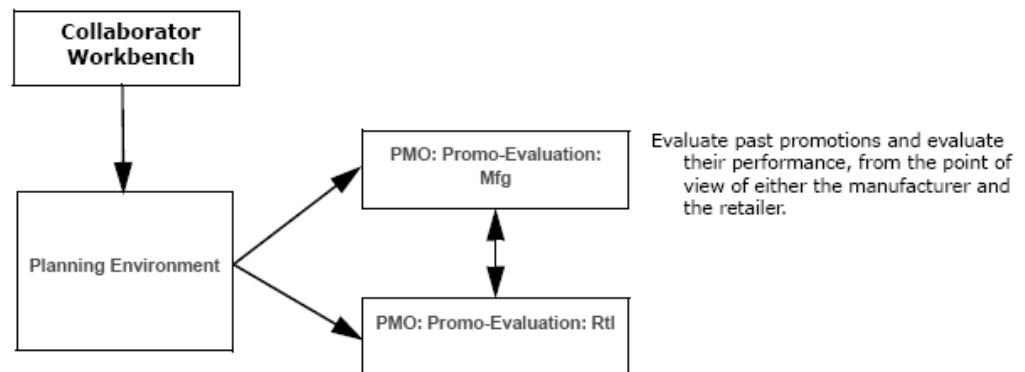 Collaborator
Workbench
Planning Environment
PMO: Promo-Evaluation:
Mfg
PMO: Promo-Evaluation: Rtl
Evaluate past promotions and evaluate
their performance, from the point of
view of either the manufacturer and
the retailer.